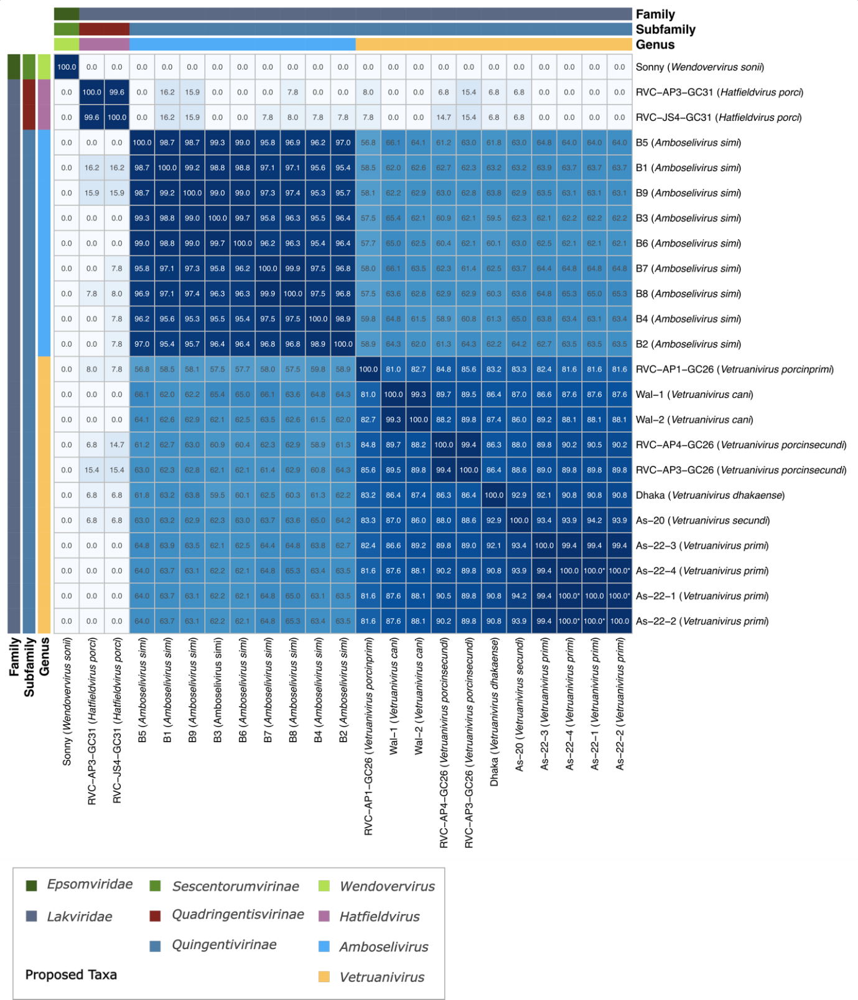 Family
Subfamily
Genus
100.0 0.0 0.0 0.0 0.0 0.0 0.0 0.0 0.0 0.0 0.0 0.0 0.0 0.0 0.0 0.0 0.0 0.0 0.0 0.0 0.0 0.0 0.0 Sonny (Wendovervirus sonii)
0.0 100.0 99.6 0.0 16.2 15.9 0.0 0.0 0.0 7.8 0.0 0.0 8.0 0.0 0.0 6.8 15.4 6.8 6.8 0.0 0.0 0.0 0.0 RVC−AP3−GC31 (Hatfieldvirus porci)
0.0 99.6 100.0 0.0 16.2 15.9 0.0 0.0 7.8 8.0 7.8 7.8 7.8 0.0 0.0 14.7 15.4 6.8 6.8 0.0 0.0 0.0 0.0 RVC−JS4−GC31 (Hatfieldvirus porci)
0.0 0.0 0.0 100.0 98.7 98.7 99.3 99.0 95.8 96.9 96.2 97.0 56.8 66.1 64.1 61.2 63.0 61.8 63.0 64.8 64.0 64.0 64.0 B5 (Amboselivirus simi)
0.0 16.2 16.2 98.7 100.0 99.2 98.8 98.8 97.1 97.1 95.6 95.4 58.5 62.0 62.6 62.7 62.3 63.2 63.2 63.9 63.7 63.7 63.7 B1 (Amboselivirus simi)
0.0 15.9 15.9 98.7 99.2 100.0 99.0 99.0 97.3 97.4 95.3 95.7 58.1 62.2 62.9 63.0 62.8 63.8 62.9 63.5 63.1 63.1 63.1 B9 (Amboselivirus simi)
0.0 0.0 0.0 99.3 98.8 99.0 100.0 99.7 95.8 96.3 95.5 96.4 57.5 65.4 62.1 60.9 62.1 59.5 62.3 62.1 62.2 62.2 62.2 B3 (Amboselivirus simi)
0.0 0.0 0.0 99.0 98.8 99.0 99.7 100.0 96.2 96.3 95.4 96.4 57.7 65.0 62.5 60.4 62.1 60.1 63.0 62.5 62.1 62.1 62.1 B6 (Amboselivirus simi)
0.0 0.0 7.8 95.8 97.1 97.3 95.8 96.2 100.0 99.9 97.5 96.8 58.0 66.1 63.5 62.3 61.4 62.5 63.7 64.4 64.8 64.8 64.8 B7 (Amboselivirus simi)
0.0 7.8 8.0 96.9 97.1 97.4 96.3 96.3 99.9 100.0 97.5 96.8 57.5 63.6 62.6 62.9 62.9 60.3 63.6 64.8 65.3 65.0 65.3 B8 (Amboselivirus simi)
0.0 0.0 7.8 96.2 95.6 95.3 95.5 95.4 97.5 97.5 100.0 98.9 59.8 64.8 61.5 58.9 60.8 61.3 65.0 63.8 63.4 63.1 63.4 B4 (Amboselivirus simi)
0.0 0.0 7.8 97.0 95.4 95.7 96.4 96.4 96.8 96.8 98.9 100.0 58.9 64.3 62.0 61.3 64.3 62.2 64.2 62.7 63.5 63.5 63.5 B2 (Amboselivirus simi)
0.0 8.0 7.8 56.8 58.5 58.1 57.5 57.7 58.0 57.5 59.8 58.9 100.0 81.0 82.7 84.8 85.6 83.2 83.3 82.4 81.6 81.6 81.6 RVC−AP1−GC26 (Vetruanivirus porcinprimi)
0.0 0.0 0.0 66.1 62.0 62.2 65.4 65.0 66.1 63.6 64.8 64.3 81.0 100.0 99.3 89.7 89.5 86.4 87.0 86.6 87.6 87.6 87.6 Wal−1 (Vetruanivirus cani)
0.0 0.0 0.0 64.1 62.6 62.9 62.1 62.5 63.5 62.6 61.5 62.0 82.7 99.3 100.0 88.2 89.8 87.4 86.0 89.2 88.1 88.1 88.1 Wal−2 (Vetruanivirus cani)
0.0 6.8 14.7 61.2 62.7 63.0 60.9 60.4 62.3 62.9 58.9 61.3 84.8 89.7 88.2 100.0 99.4 86.3 88.0 89.8 90.2 90.5 90.2 RVC−AP4−GC26 (Vetruanivirus porcinsecundi)
0.0 15.4 15.4 63.0 62.3 62.8 62.1 62.1 61.4 62.9 60.8 64.3 85.6 89.5 89.8 99.4 100.0 86.4 88.6 89.0 89.8 89.8 89.8 RVC−AP3−GC26 (Vetruanivirus porcinsecundi)
0.0 6.8 6.8 61.8 63.2 63.8 59.5 60.1 62.5 60.3 61.3 62.2 83.2 86.4 87.4 86.3 86.4 100.0 92.9 92.1 90.8 90.8 90.8 Dhaka (Vetruanivirus dhakaense)
0.0 6.8 6.8 63.0 63.2 62.9 62.3 63.0 63.7 63.6 65.0 64.2 83.3 87.0 86.0 88.0 88.6 92.9 100.0 93.4 93.9 94.2 93.9 As−20 (Vetruanivirus secundi)
0.0 0.0 0.0 64.8 63.9 63.5 62.1 62.5 64.4 64.8 63.8 62.7 82.4 86.6 89.2 89.8 89.0 92.1 93.4 100.0 99.4 99.4 99.4 As−22−3 (Vetruanivirus primi)
0.0 0.0 0.0 64.0 63.7 63.1 62.2 62.1 64.8 65.3 63.4 63.5 81.6 87.6 88.1 90.2 89.8 90.8 93.9 99.4 100.0 100.0* 100.0* As−22−4 (Vetruanivirus primi)
0.0 0.0 0.0 64.0 63.7 63.1 62.2 62.1 64.8 65.0 63.1 63.5 81.6 87.6 88.1 90.5 89.8 90.8 94.2 99.4 100.0* 100.0 100.0* As−22−1 (Vetruanivirus primi)
0.0 0.0 0.0 64.0 63.7 63.1 62.2 62.1 64.8 65.3 63.4 63.5 81.6 87.6 88.1 90.2 89.8 90.8 93.9 99.4 100.0* 100.0* 100.0 As−22−2 (Vetruanivirus primi)
Family
Subfamily
Genus
Sonny (Wendovervirus sonii)
RVC−AP3−GC31 (Hatfieldvirus porci)
RVC−JS4−GC31 (Hatfieldvirus porci)
B5 (Amboselivirus simi)
B1 (Amboselivirus simi)
B9 (Amboselivirus simi)
B3 (Amboselivirus simi)
B6 (Amboselivirus simi)
B7 (Amboselivirus simi)
B8 (Amboselivirus simi)
B4 (Amboselivirus simi)
B2 (Amboselivirus simi)
RVC−AP1−GC26 (Vetruanivirus porcinprimi)
Wal−1 (Vetruanivirus cani)
Wal−2 (Vetruanivirus cani)
RVC−AP4−GC26 (Vetruanivirus porcinsecundi)
RVC−AP3−GC26 (Vetruanivirus porcinsecundi)
Dhaka (Vetruanivirus dhakaense)
As−20 (Vetruanivirus secundi)
As−22−3 (Vetruanivirus primi)
As−22−4 (Vetruanivirus primi)
As−22−1 (Vetruanivirus primi)
As−22−2 (Vetruanivirus primi)
Epsomviridae Sescentorumvirinae Wendovervirus
Lakviridae Quadringentisvirinae Hatfieldvirus
Quingentivirinae Amboselivirus
Proposed Taxa Vetruanivirus